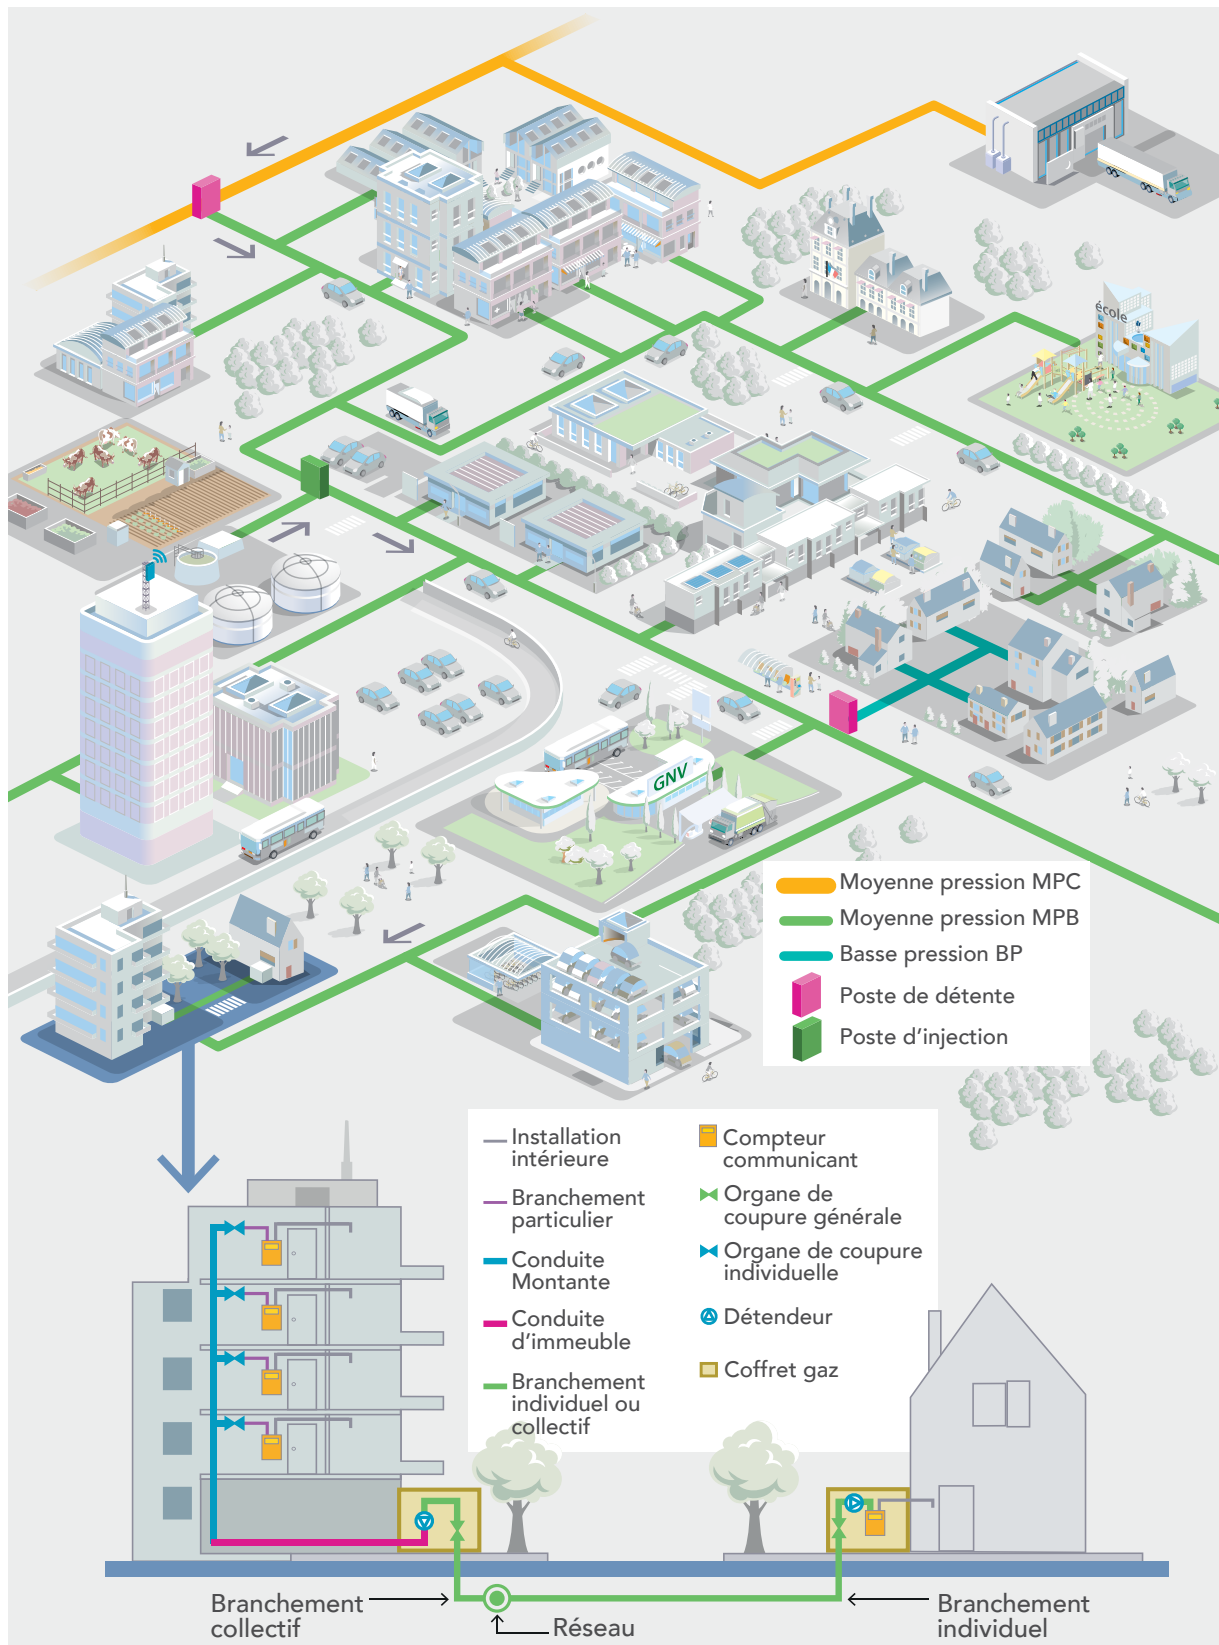 école
GNV
Moyenne pression MPC
Moyenne pression MPB
Basse pression BP
Poste de détente
Poste d'injection
Installation
intérieure
Branchement
particulier
Conduite
Montante
Conduite
d'immeuble
Branchement
individuel ou
collectif
Compteur
communicant
Organe de
coupure générale
Organe de coupure
individuelle
Détendeur
Coffret gaz
Branchement
collectif
Réseau
Branchement
individuel